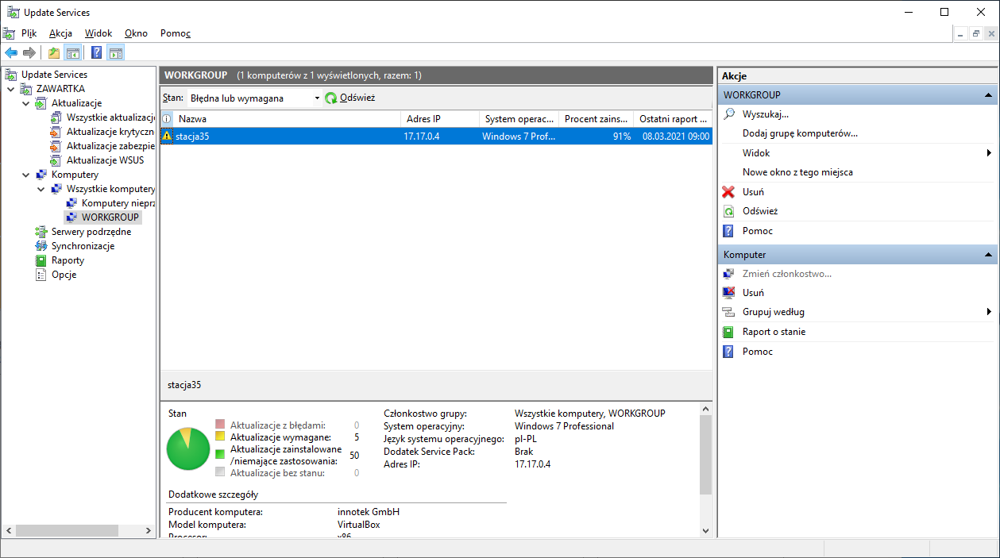 Update Services
Plik Akcja Widok Okno Pomoc
Update Services
ZAWARTKA
Aktualizacje
Wszystkie aktualizacj
Aktualizacje krytyczn
Aktualizacje zabezpie
Aktualizacje WSUS
Komputery
Wszystkie komputery
Komputery nieprz
WORKGROUP
Serwery podrzędne
Synchronizacje
Raporty
Opcje
WORKGROUP (1 komputerów z 1 wyświetlonych, razem: 1)
Stan: Błędna lub wymagana Odśwież
Nazwa Adres IP System operac... Procent zains... Ostatni raport ...
stacja35 17.17.0.4 Windows 7 Prof... 91% 08.03.2021 09:00
stacja35
Stan
Aktualizacje z błędami: 0
Aktualizacje wymagane: 5
Aktualizacje zainstalowane
/niemające zastosowania: 50
Aktualizacje bez stanu: 0
Członkostwo grupy: Wszystkie komputery, WORKGROUP
System operacyjny: Windows 7 Professional
Język systemu operacyjnego: pl-PL
Dodatek Service Pack: Brak
Adres IP: 17.17.0.4
Dodatkowe szczegóły
Producent komputera: innotek GmbH
Model komputera: VirtualBox
Procesor: x86
Akcje
WORKGROUP
Wyszukaj...
Dodaj grupę komputerów...
Widok
Nowe okno z tego miejsca
Usuń
Odśwież
Pomoc
Komputer
Zmień członkostwo...
Usuń
Grupuj według
Raport o stanie
Pomoc